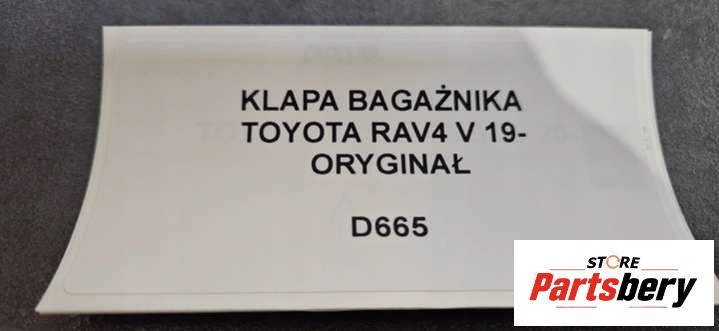 KLAPA BAGAŻNIKA
TOYOTA RAV4 V 19-
ORYGINAŁ
D665
STORE
Partsbery